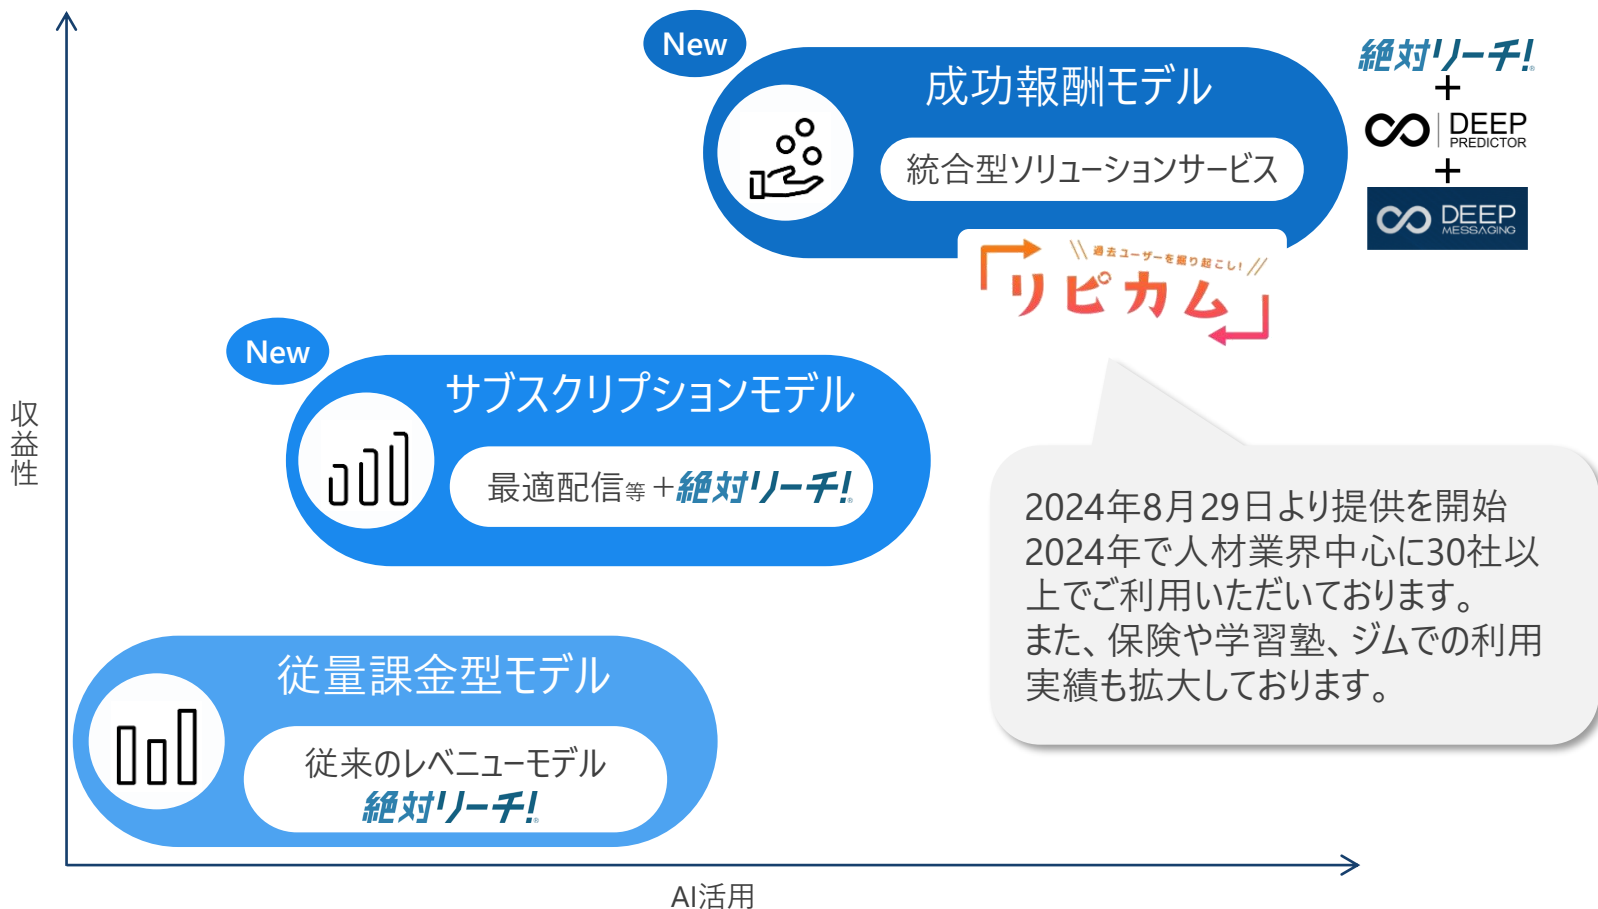 収益性
New
成功報酬モデル
統合型ソリューションサービス
絶対リーチ!®
+
DEEP
PREDICTOR
+
DEEP
MESSAGING
\\ 過去ユーザーを掘り起こし! //
「リピカム」
New
サブスクリプションモデル
最適配信等+絶対リーチ!®
2024年8月29日より提供を開始
2024年で人材業界中心に30社以
上でご利用いただいております。
また、保険や学習塾、ジムでの利用
実績も拡大しております。
従量課金型モデル
従来のレベニューモデル
絶対リーチ!®
AI活用